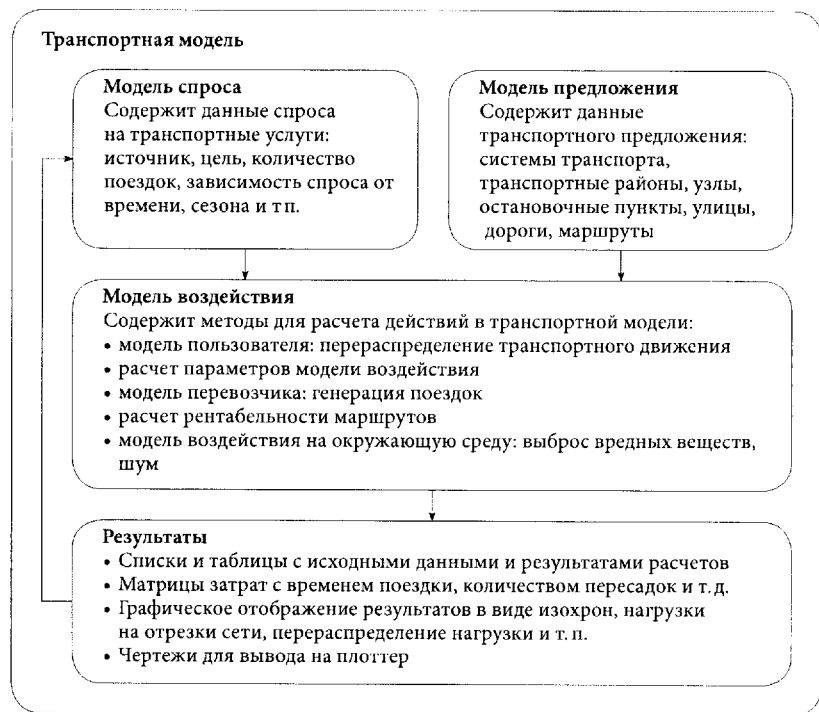 Транспортная модель
Модель спроса
Содержит данные спроса
на транспортные услуги:
источник, цель, количество
поездок, зависимость спроса от
времени, сезона и т п.
Модель предложения
Содержит данные
транспортного предложения:
системы транспорта,
транспортные районы, узлы,
остановочные пункты, улицы,
дороги, маршруты
Модель воздействия
Содержит методы для расчета действий в транспортной модели:
• модель пользователя: перераспределение транспортного движения
• расчет параметров модели воздействия
• модель перевозчика: генерация поездок
• расчет рентабельности маршрутов
• модель воздействия на окружающую среду: выброс вредных веществ,
шум
Результаты
• Списки и таблицы с исходными данными и результатами расчетов
• Матрицы затрат с временем поездки, количеством пересадок и т. д.
• Графическое отображение результатов в виде изохрон, нагрузки
на отрезки сети, перераспределение нагрузки и т. п.
• Чертежи для вывода на плоттер